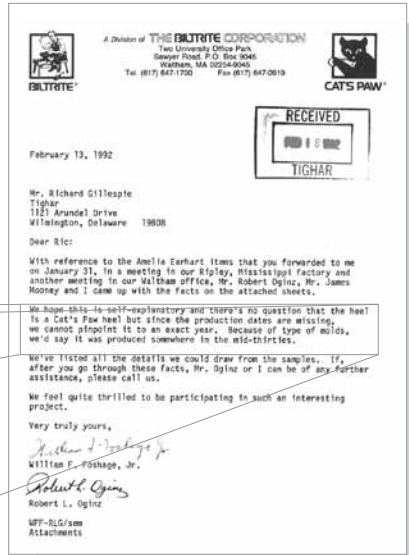 A Division of THE BILTRITE CORPORATION
Two University Office Park
Sawyer Road, P.O. Box 9045
Waltham, MA 02254-9045
Tel. (617) 647-1700 Fax (617) 647-0919
BILTRITE
CATS PAW
RECEIVED
TIGHAR
February 13, 1992
Mr. Richard Gillespie
Tighar
1121 Arundel Drive
Wilmington, Delaware 19808
Dear Ric:
With reference to the Amelia Earhart items that you forwarded to me
on January 31, in a meeting in our Ripley, Mississippi factory and
another meeting in our Waltham office, Mr. Robert Oginz, Mr. James
Mooney and I came up with the facts on the attached sheets.
We hope this is self-explanatory and there's no question that the heel
is a Cat's Paw heel but since the production dates are missing,
we cannot pinpoint it to an exact year. Because of type of molds,
we'd say it was produced somewhere in the mid-thirties.
We've listed all the details we could draw from the samples. If,
after you go through these facts, Mr. Oginz or I can be of any further
assistance, please call us.
We feel quite thrilled to be participating in such an interesting
project.
Very truly yours,
William F. Foshage Jr
William F. Foshage, Jr.
Robert L. Oginz
Robert L. Oginz
WFF-RLG/sem
Attachments